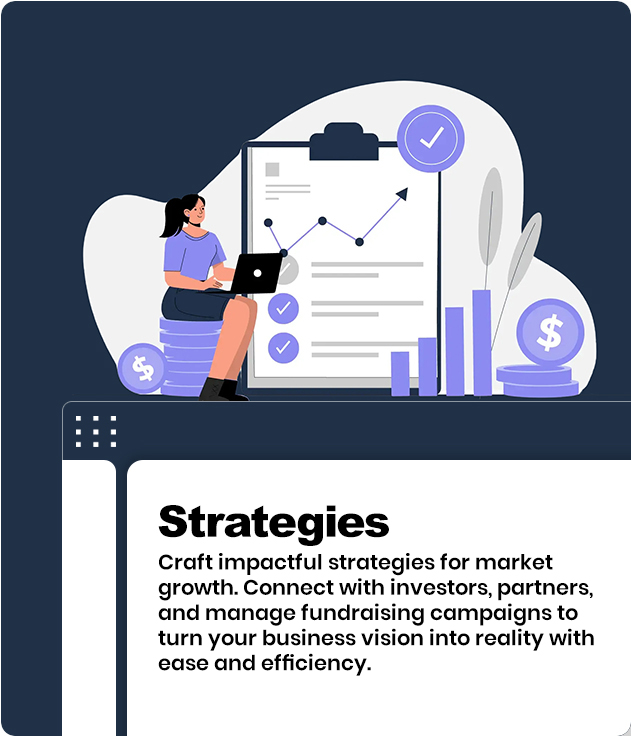 $
$
Strategies
Craft impactful strategies for market
growth. Connect with investors, partners,
and manage fundraising campaigns to
turn your business vision into reality with
ease and efficiency.